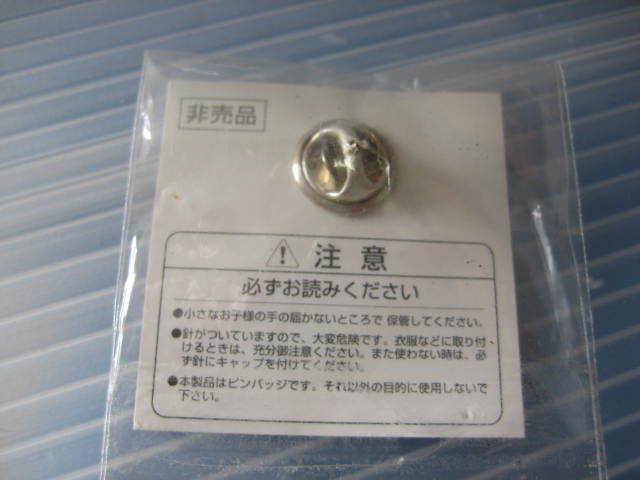 非売品
⚠ 注意
必ずお読みください
●小さなお子様の手の届かないところで 保管してください。
●針がついていますので、大変危険です。衣服などに取り付
けるときは、充分御注意ください。また使わない時は、必
ず針にキャップを付けてください。
●本製品はピンバッジです。それ以外の目的に使用しないで
下さい。